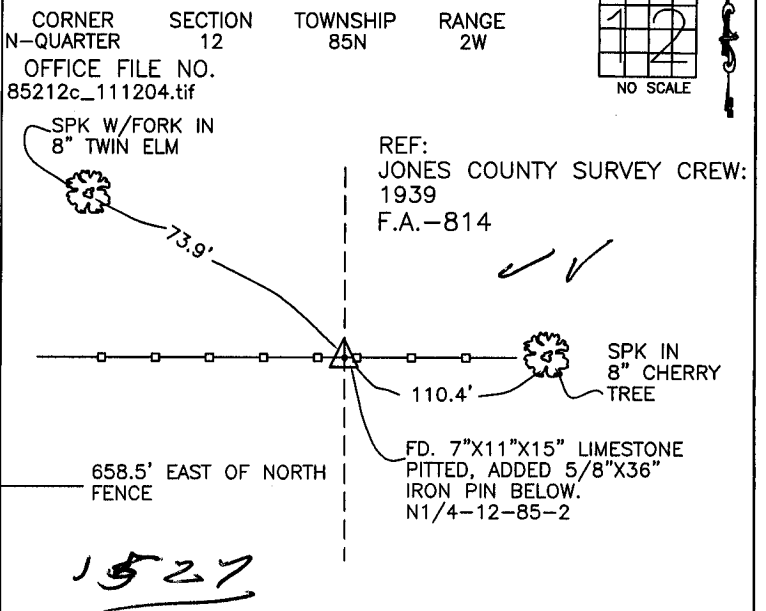 CORNER SECTION TOWNSHIP RANGE
N-QUARTER 12 85N 2W
12
NO SCALE
OFFICE FILE NO.
85212c_111204.tif
SPK W/FORK IN
8" TWIN ELM
REF:
JONES COUNTY SURVEY CREW:
1939
F.A.-814
73.9'
110.4'
SPK IN
8" CHERRY
TREE
658.5' EAST OF NORTH
FENCE
FD. 7"X11"X15" LIMESTONE
PITTED, ADDED 5/8"X36"
IRON PIN BELOW.
N1/4-12-85-2
1527